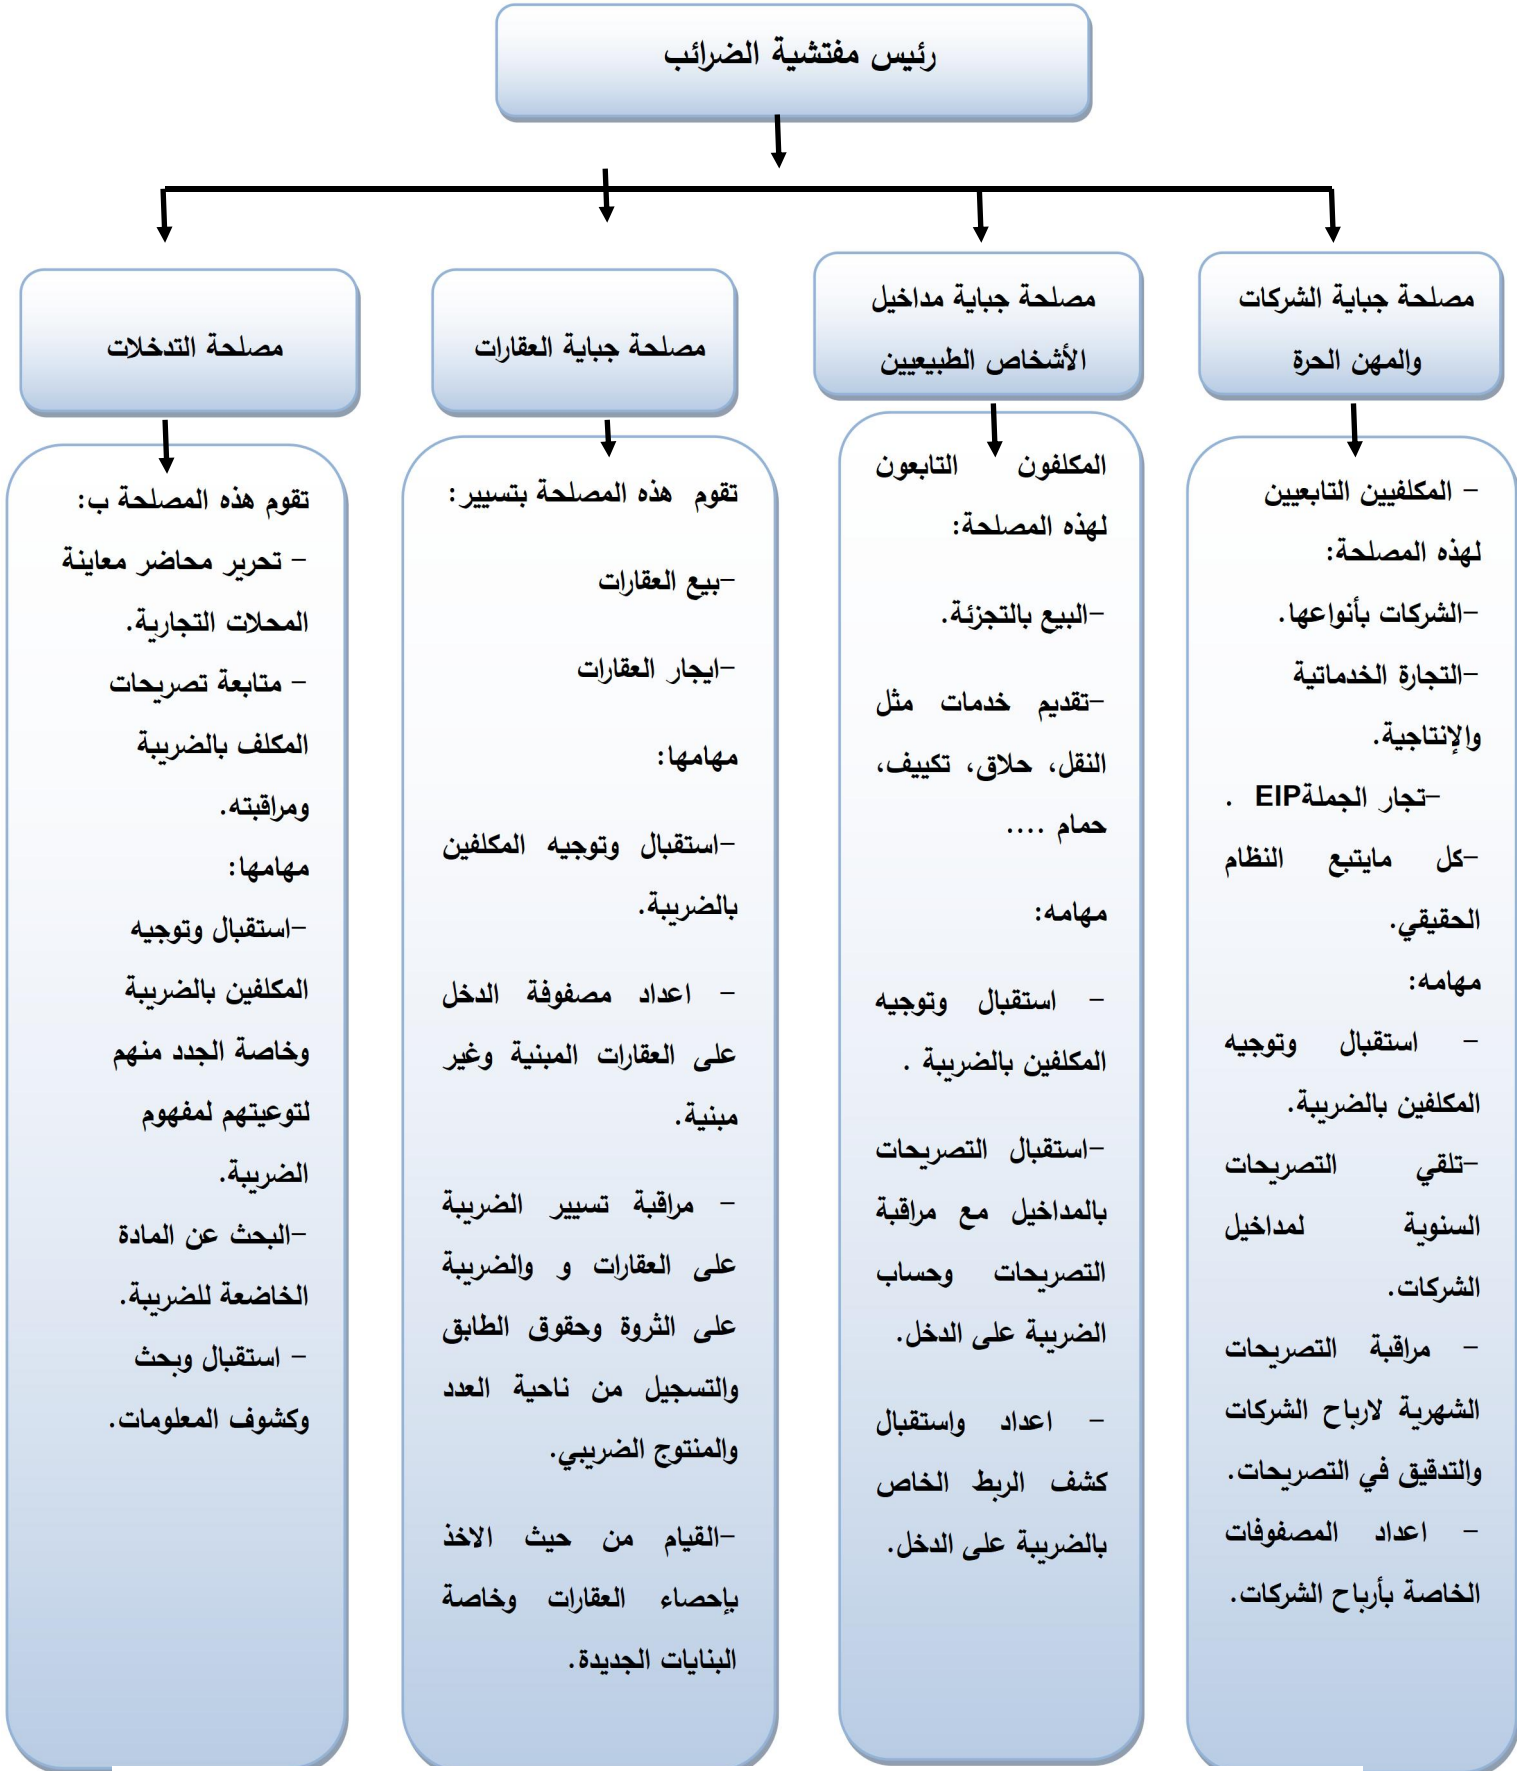 رئيس مفتشية الضرائب
مصلحة جباية الشركات
والمهن الحرة
مصلحة جباية مداخيل
الأشخاص الطبيعيين
مصلحة جباية العقارات
مصلحة التدخلات
– المكلفيين التابعيين
لهذه المصلحة:
–الشركات بأنواعها.
–التجارة الخدماتية
والإنتاجية.
–تجار الجملةEIP .
–كل مايتبع النظام
الحقيقي.
مهامه:
– استقبال وتوجيه
المكلفين بالضريبة.
–تلقي التصريحات
السنوية لمداخيل
الشركات.
– مراقبة التصريحات
الشهرية لارباح الشركات
والتدقيق في التصريحات.
– اعداد المصفوفات
الخاصة بأرباح الشركات.
المكلفون التابعون
لهذه المصلحة:
–البيع بالتجزئة.
–تقديم خدمات مثل
النقل، حلاق، تكييف،
حمام ....
مهامه:
– استقبال وتوجيه
المكلفين بالضريبة .
–استقبال التصريحات
بالمداخيل مع مراقبة
التصريحات وحساب
الضريبة على الدخل.
– اعداد واستقبال
كشف الربط الخاص
بالضريبة على الدخل.
تقوم هذه المصلحة بتسيير:
–بيع العقارات
–ايجار العقارات
مهامها:
–استقبال وتوجيه المكلفين
بالضريبة.
– اعداد مصفوفة الدخل
على العقارات المبنية وغير
مبنية.
– مراقبة تسيير الضريبة
على العقارات و والضريبة
على الثروة وحقوق الطابق
والتسجيل من ناحية العدد
والمنتوج الضريبي.
–القيام من حيث الاخذ
بإحصاء العقارات وخاصة
البنايات الجديدة.
تقوم هذه المصلحة ب:
– تحرير محاضر معاينة
المحلات التجارية.
– متابعة تصريحات
المكلف بالضريبة
ومراقبته.
مهامها:
–استقبال وتوجيه
المكلفين بالضريبة
وخاصة الجدد منهم
لتوعيتهم لمفهوم
الضريبة.
–البحث عن المادة
الخاضعة للضريبة.
– استقبال وبحث
وكشوف المعلومات.